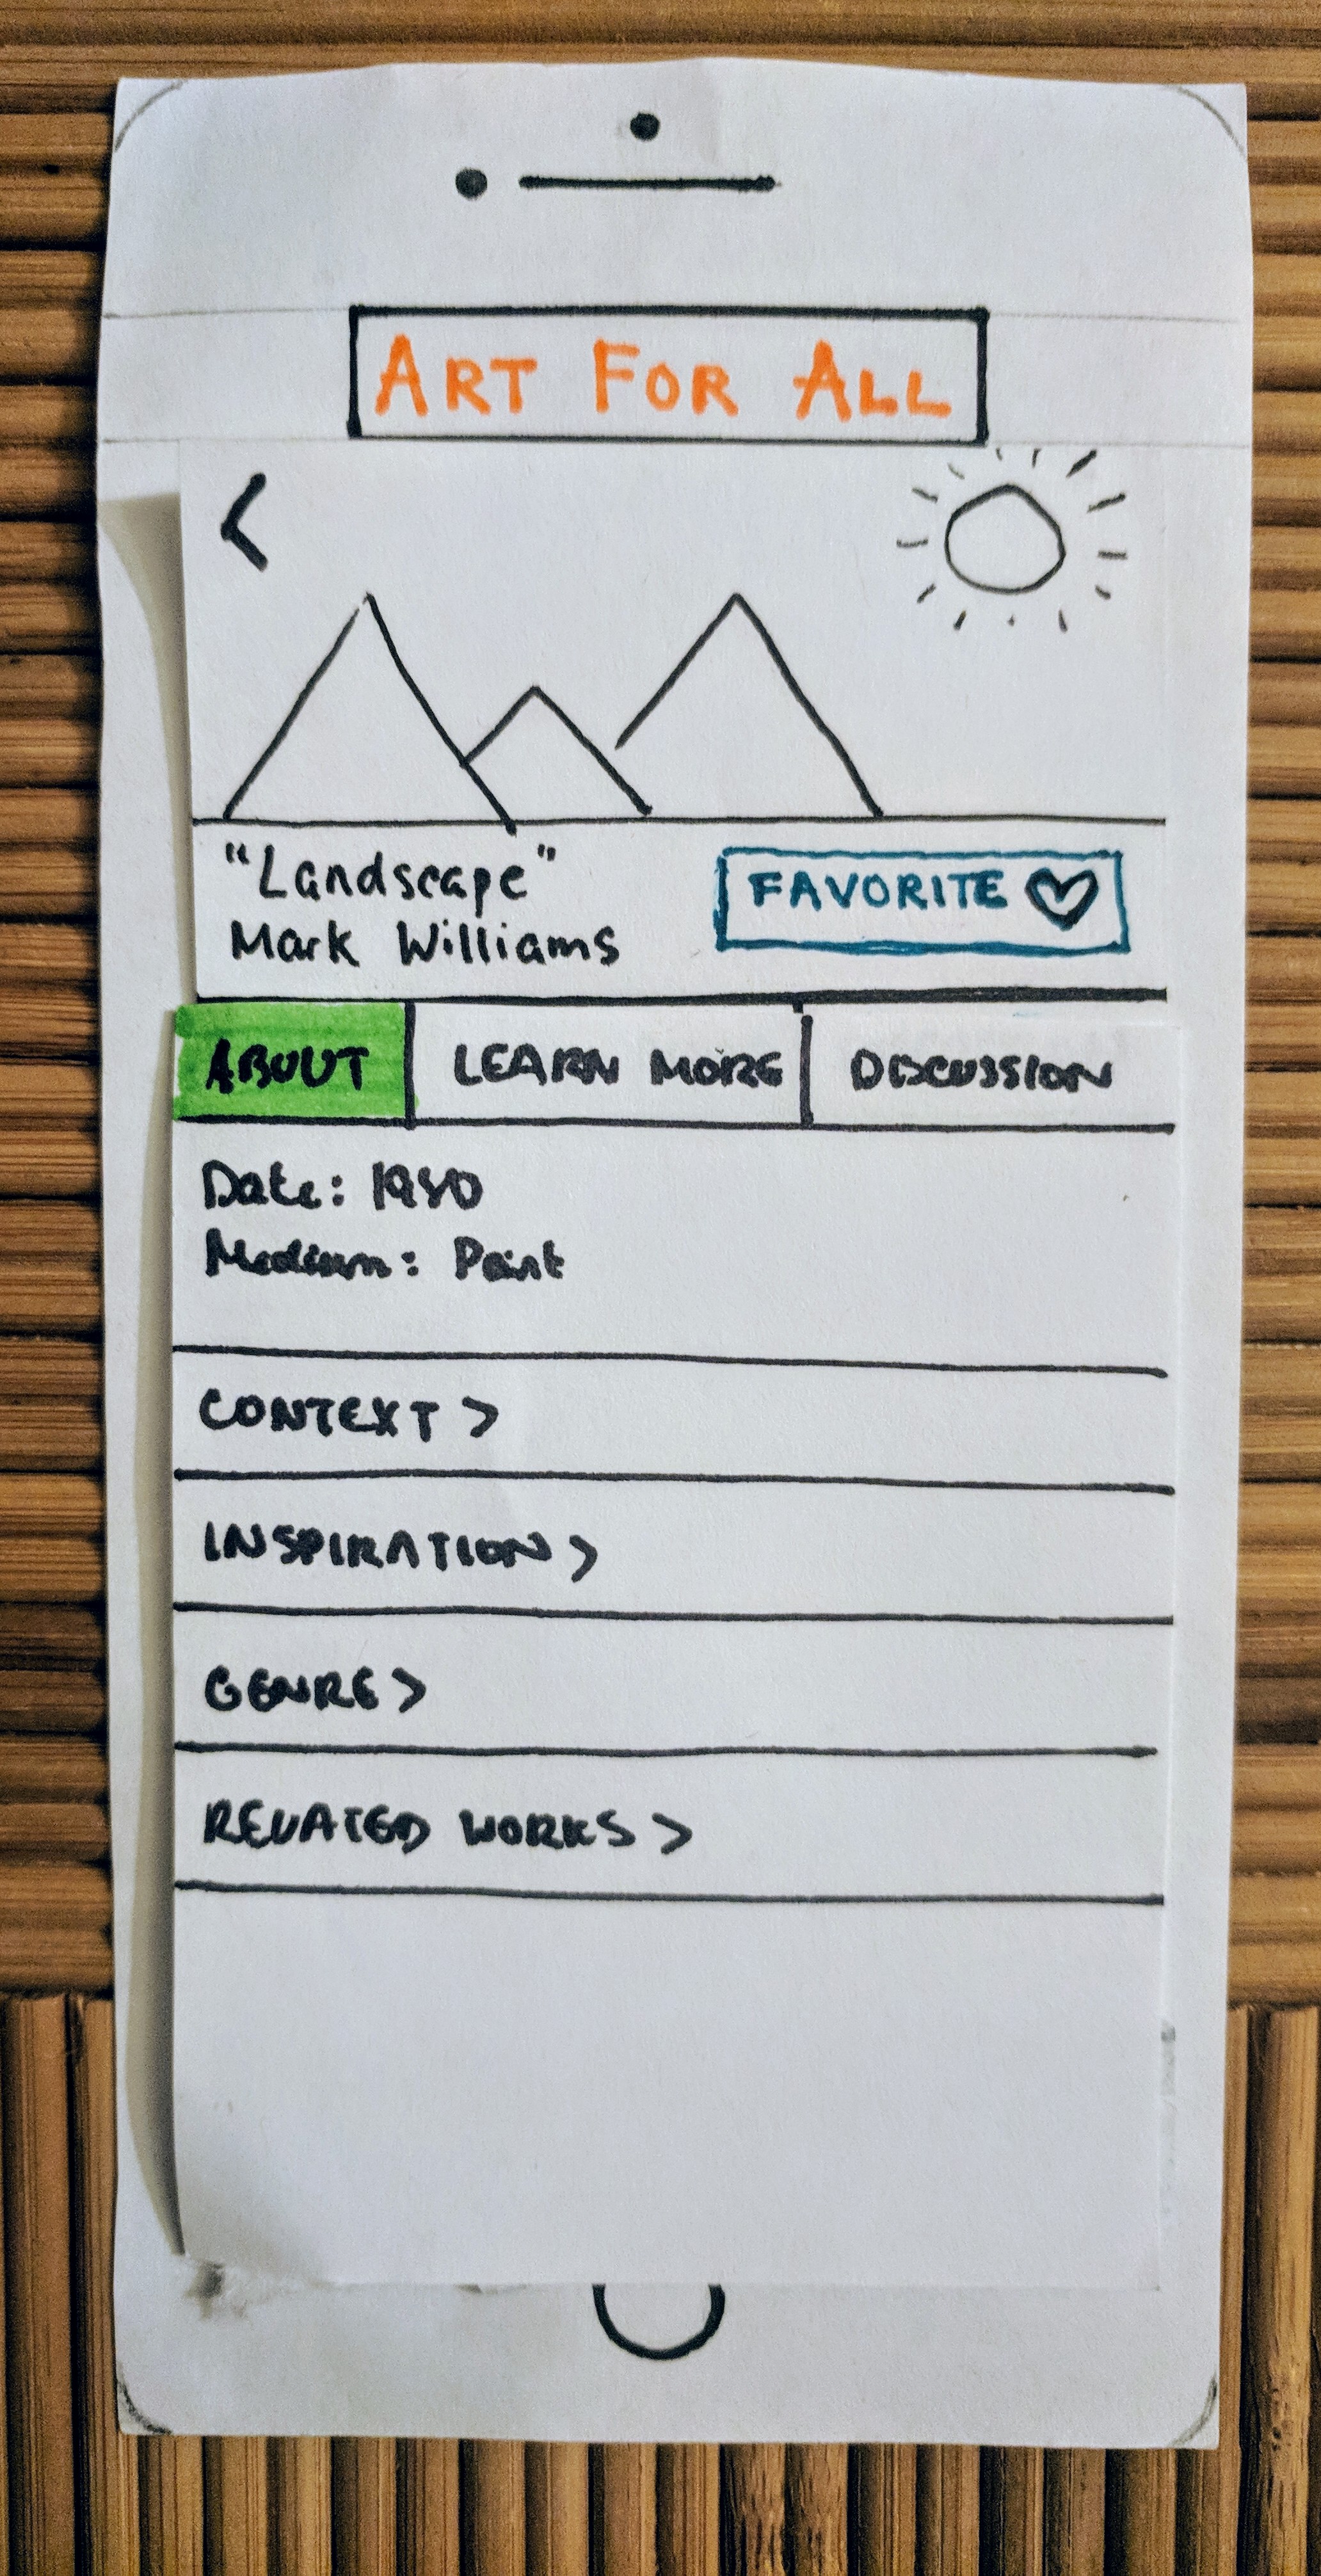 ART FOR ALL
<
"Landscape"
Mark Williams
FAVORITE
ABOUT
LEARN MORE
DISCUSSION
Date: 1980
Medium: Paint
CONTEXT >
INSPIRATION >
GENRE >
RELATED WORKS >